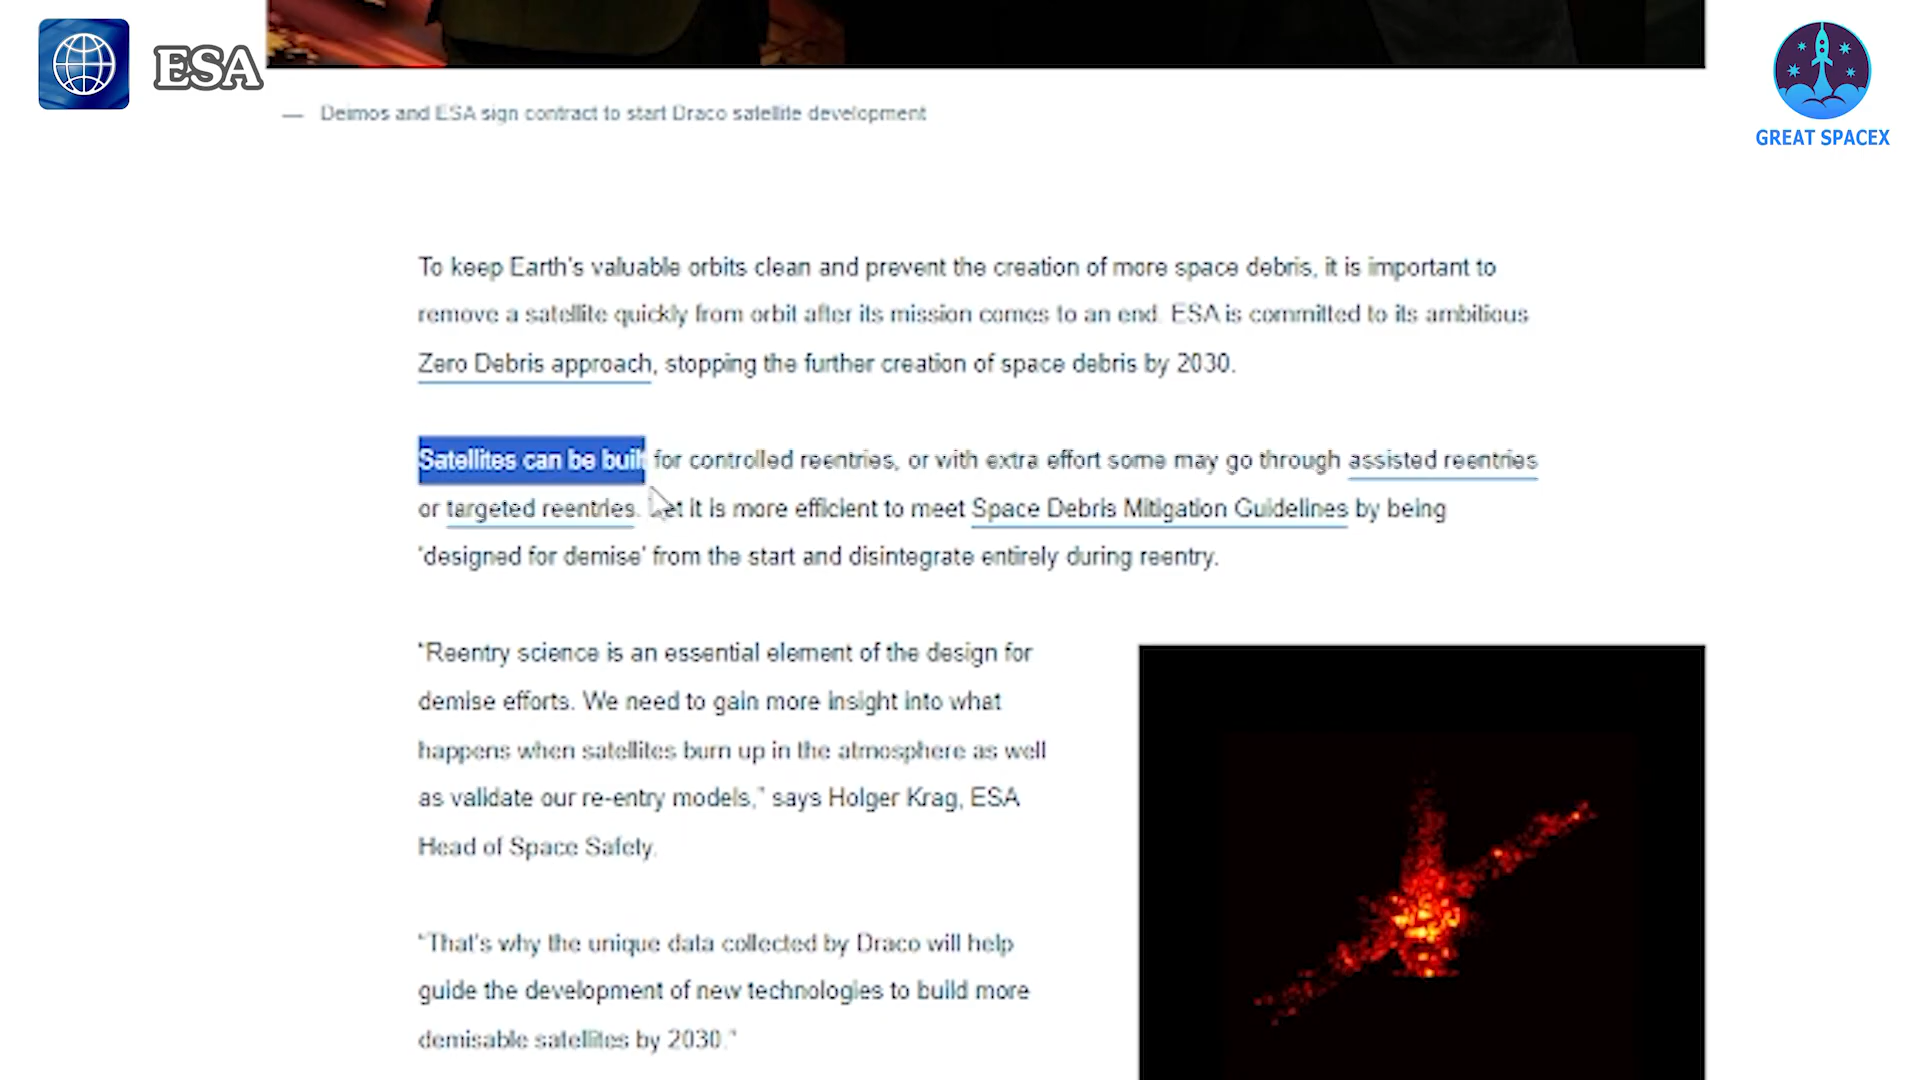 ESA
GREAT SPACEX
— Deimos and ESA sign contract to start Draco satellite development
To keep Earth's valuable orbits clean and prevent the creation of more space debris, it is important to
remove a satellite quickly from orbit after its mission comes to an end. ESA is committed to its ambitious
Zero Debris approach, stopping the further creation of space debris by 2030.
Satellites can be built for controlled reentries, or with extra effort some may go through assisted reentries
or targeted reentries. Yet it is more efficient to meet Space Debris Mitigation Guidelines by being
'designed for demise' from the start and disintegrate entirely during reentry.
"Reentry science is an essential element of the design for
demise efforts. We need to gain more insight into what
happens when satellites burn up in the atmosphere as well
as validate our re-entry models," says Holger Krag, ESA
Head of Space Safety.
"That's why the unique data collected by Draco will help
guide the development of new technologies to build more
demisable satellites by 2030."